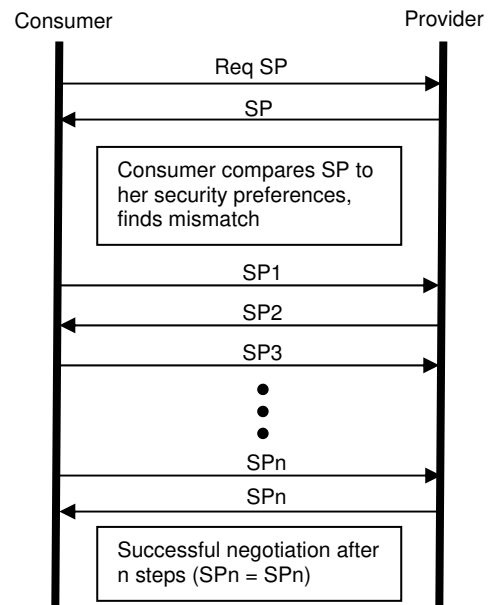 Consumer
Provider
Req SP
SP
Consumer compares SP to
her security preferences,
finds mismatch
SP1
SP2
SP3
SPn
SPn
Successful negotiation after
n steps (SPn = SPn)